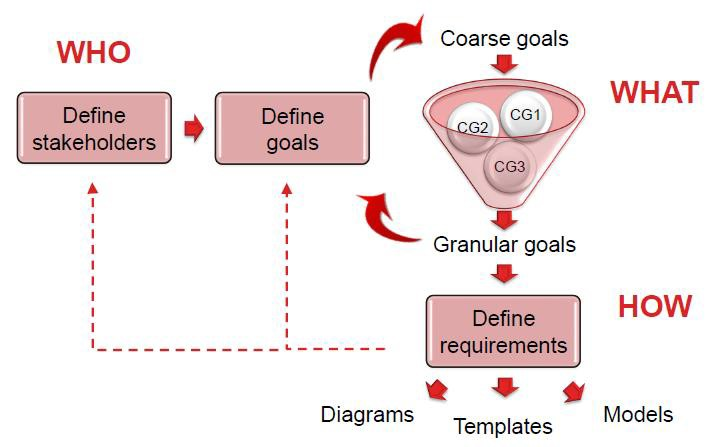 WHO
Define
stakeholders
Define
goals
Coarse goals
WHAT
CG1
CG2
CG3
Granular goals
HOW
Define
requirements
Diagrams
Templates
Models